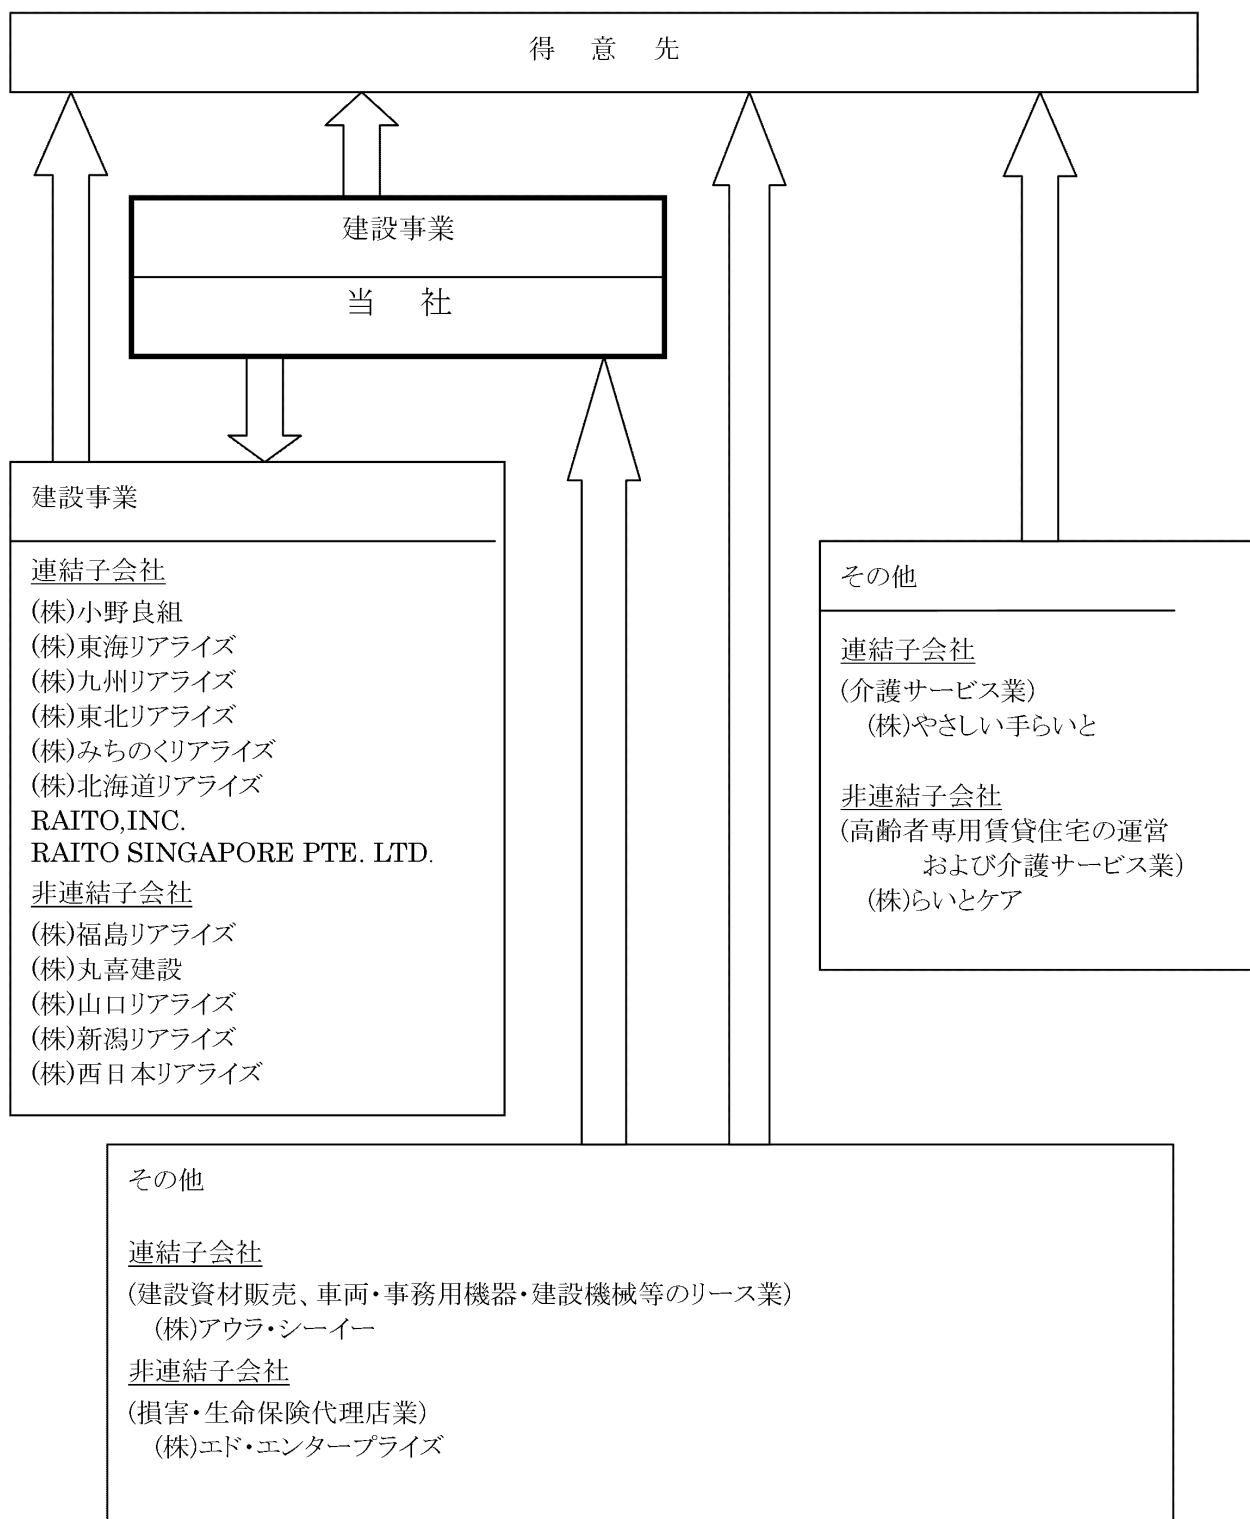 得 意 先
建設事業
当 社
建設事業
連結子会社
(株)小野良組
(株)東海リアライズ
(株)九州リアライズ
(株)東北リアライズ
(株)みちのくリアライズ
(株)北海道リアライズ
RAITO,INC.
RAITO SINGAPORE PTE. LTD.
非連結子会社
(株)福島リアライズ
(株)丸喜建設
(株)山口リアライズ
(株)新潟リアライズ
(株)西日本リアライズ
その他
連結子会社
(介護サービス業)
(株)やさしい手らいと
非連結子会社
(高齢者専用賃貸住宅の運営
および介護サービス業)
(株)らいとケア
その他
連結子会社
(建設資材販売、車両・事務用機器・建設機械等のリース業)
(株)アウラ・シーイー
非連結子会社
(損害・生命保険代理店業)
(株)エド・エンタープライズ